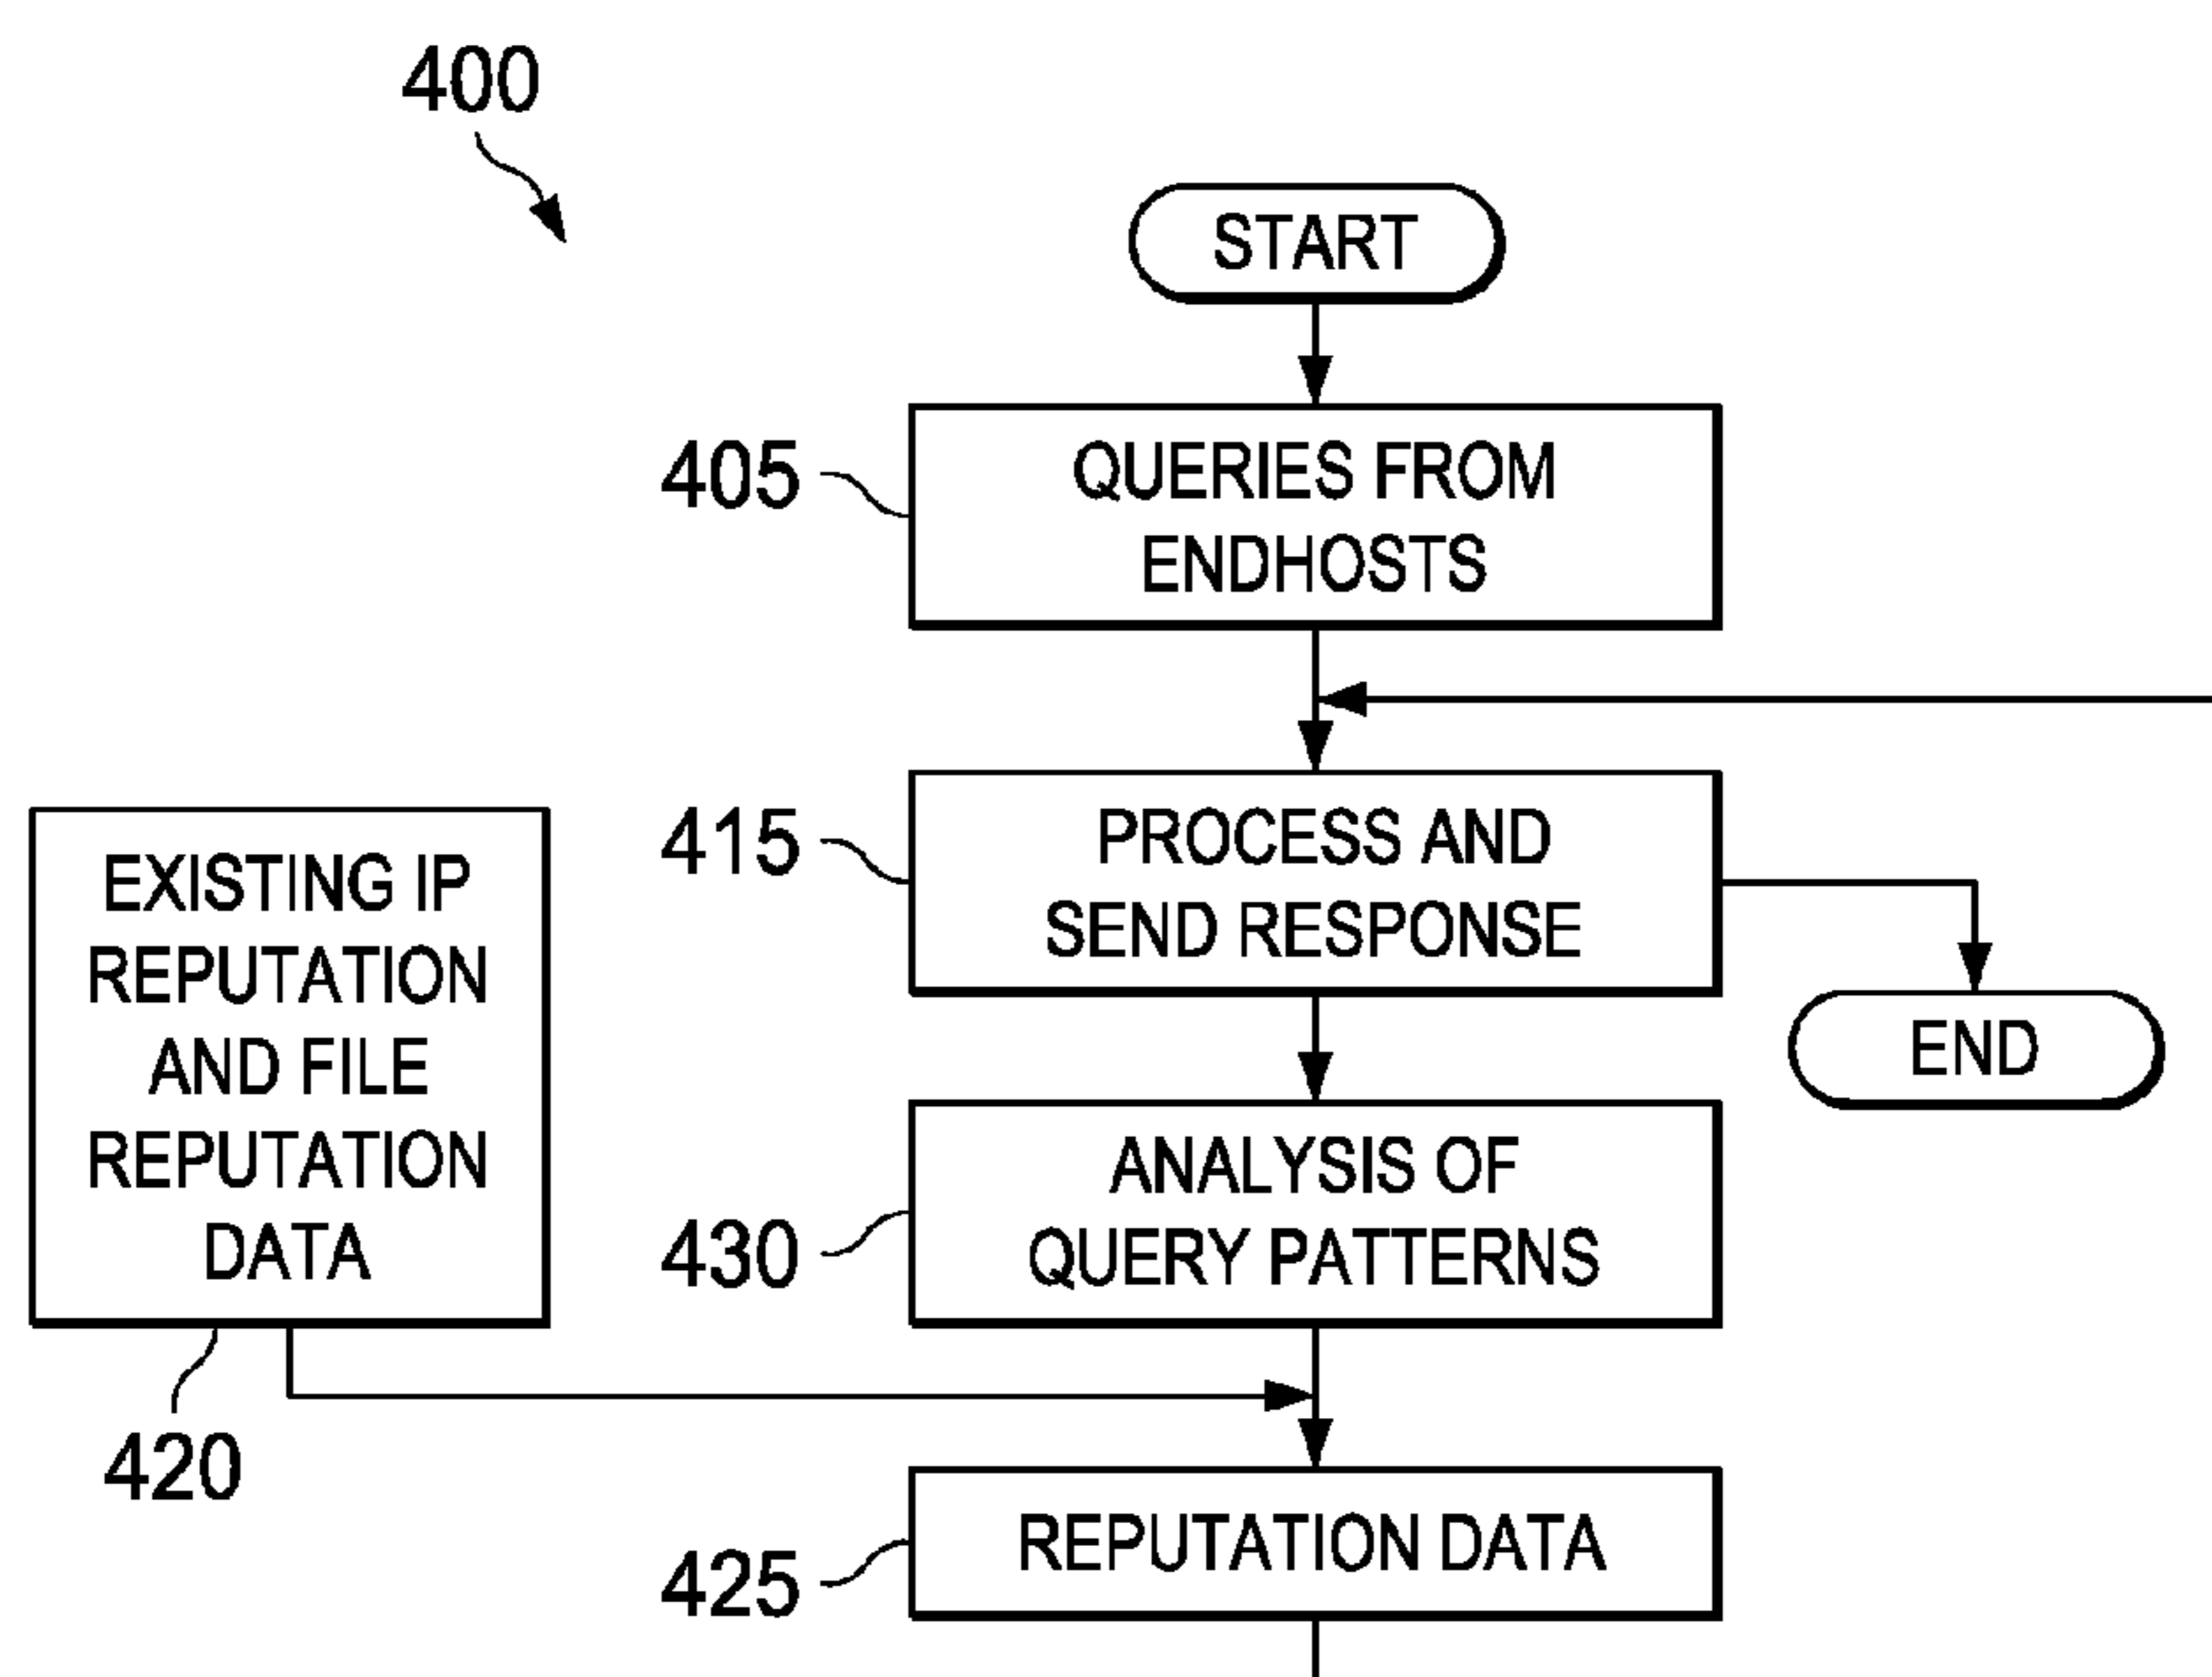 400
START
405
QUERIES FROM
ENDHOSTS
415
PROCESS AND
SEND RESPONSE
END
EXISTING IP
REPUTATION
AND FILE
REPUTATION
DATA
420
430
ANALYSIS OF
QUERY PATTERNS
425
REPUTATION DATA